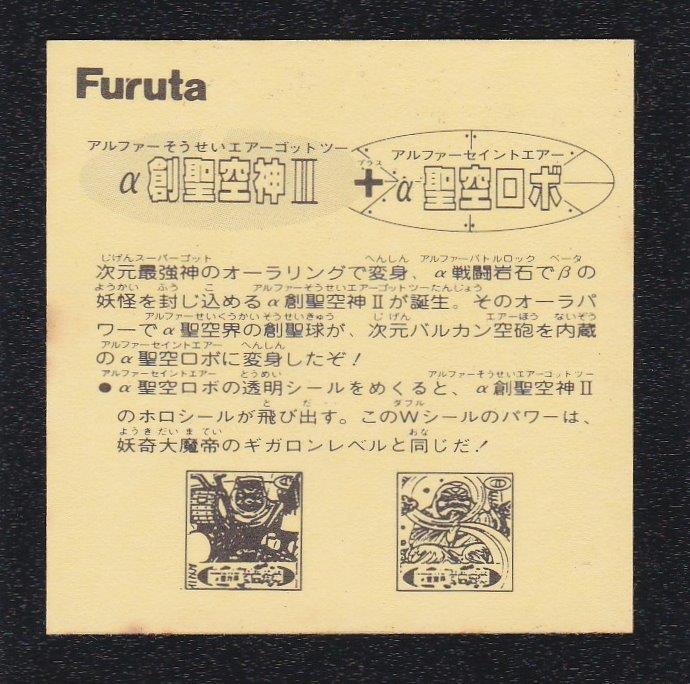 Furuta
アルファーそうせいエアーゴットツー
α創聖空神Ⅲ
プラス
+
アルファーセイントエアー
α聖空ロボ
じげんスーパーゴット へんしん アルファーバトルロック ベータ
次元最強神のオーラリングで変身、α戦闘岩石でβの
ようかい ふう こ アルファーそうせいエアーゴットツーたんじょう
妖怪を封じ込めるα創聖空神Ⅱが誕生。そのオーラパ
アルファーせいくうかいそうせいきゅう じげん エアーほう ないぞう
ワーでα聖空界の創聖球が、次元バルカン空砲を内蔵
アルファーセイントエアー へんしん
のα聖空ロボに変身したぞ!
アルファーセイントエアー とうめい アルファーそうせいエアーゴットツー
●α聖空ロボの透明シールをめくると、α創聖空神Ⅱ
と だ ダブル
のホロシールが飛び出す。このWシールのパワーは、
ようきだいまてい おな
妖奇大魔帝のギガロンレベルと同じだ!